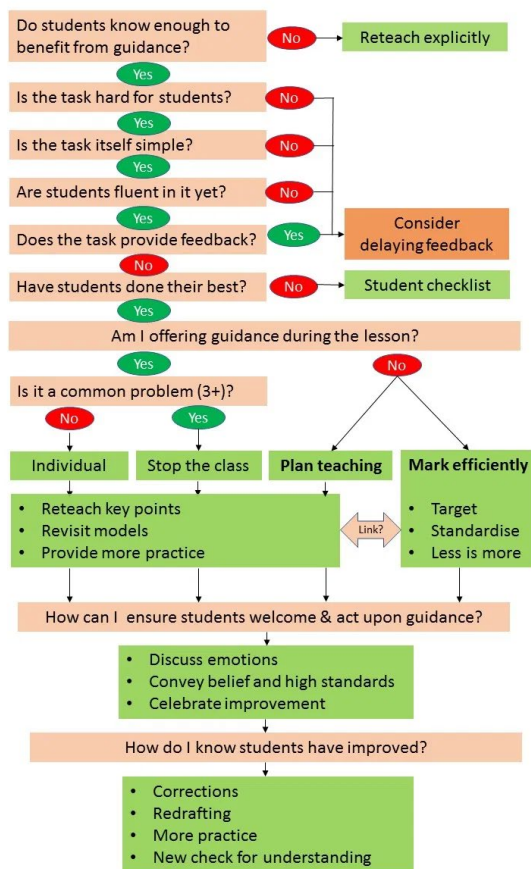 Do students know enough to
benefit from guidance?
No
Reteach explicitly
Yes
Is the task hard for students?
No
Yes
Is the task itself simple?
No
Yes
Are students fluent in it yet?
No
Yes
Does the task provide feedback?
Yes
Consider
delaying feedback
No
Have students done their best?
No
Student checklist
Yes
Am I offering guidance during the lesson?
Yes
No
Is it a common problem (3+)?
No
Yes
Individual
Stop the class
Plan teaching
Mark efficiently
• Target
• Standardise
• Less is more
• Reteach key points
• Revisit models
• Provide more practice
Link?
How can I ensure students welcome & act upon guidance?
• Discuss emotions
• Convey belief and high standards
• Celebrate improvement
How do I know students have improved?
• Corrections
• Redrafting
• More practice
• New check for understanding